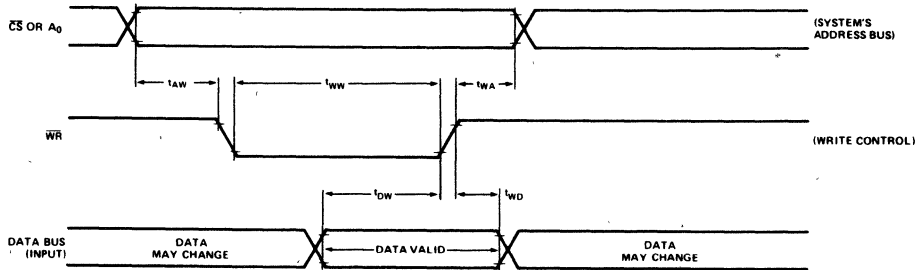 CS OR A0
(SYSTEM'S
ADDRESS BUS)
tAW
tWW
tWA
WR
(WRITE CONTROL)
tDW
tWD
DATA BUS
(INPUT)
DATA
MAY CHANGE
DATA VALID
DATA
MAY CHANGE